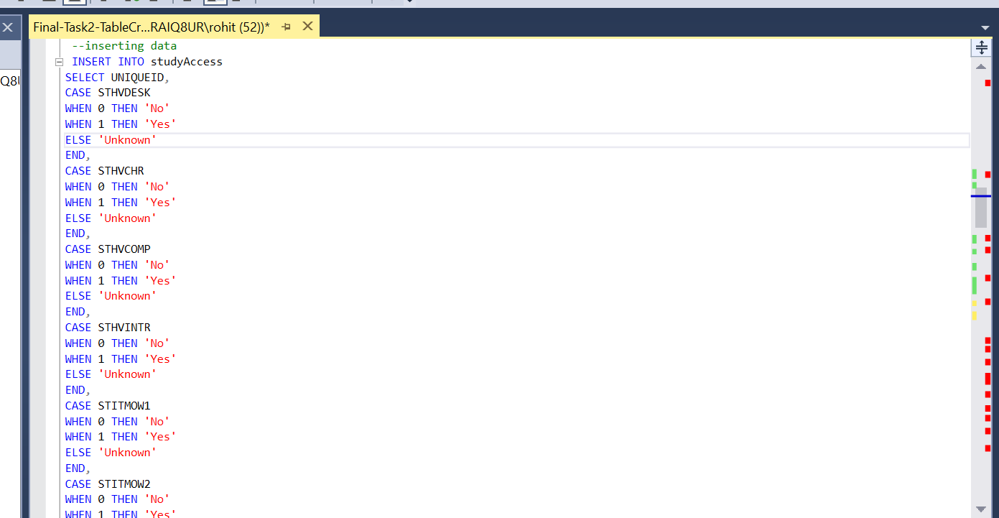 Final-Task2-TableCr...RAIQ8UR\rohit (52))*
--inserting data
INSERT INTO studyAccess
SELECT UNIQUEID,
CASE STHVDESK
WHEN 0 THEN 'No'
WHEN 1 THEN 'Yes'
ELSE 'Unknown'
END,
CASE STHVCHR
WHEN 0 THEN 'No'
WHEN 1 THEN 'Yes'
ELSE 'Unknown'
END,
CASE STHVCOMP
WHEN 0 THEN 'No'
WHEN 1 THEN 'Yes'
ELSE 'Unknown'
END,
CASE STHVINTR
WHEN 0 THEN 'No'
WHEN 1 THEN 'Yes'
ELSE 'Unknown'
END,
CASE STITMOW1
WHEN 0 THEN 'No'
WHEN 1 THEN 'Yes'
ELSE 'Unknown'
END,
CASE STITMOW2
WHEN 0 THEN 'No'
WHEN 1 THEN 'Yes'